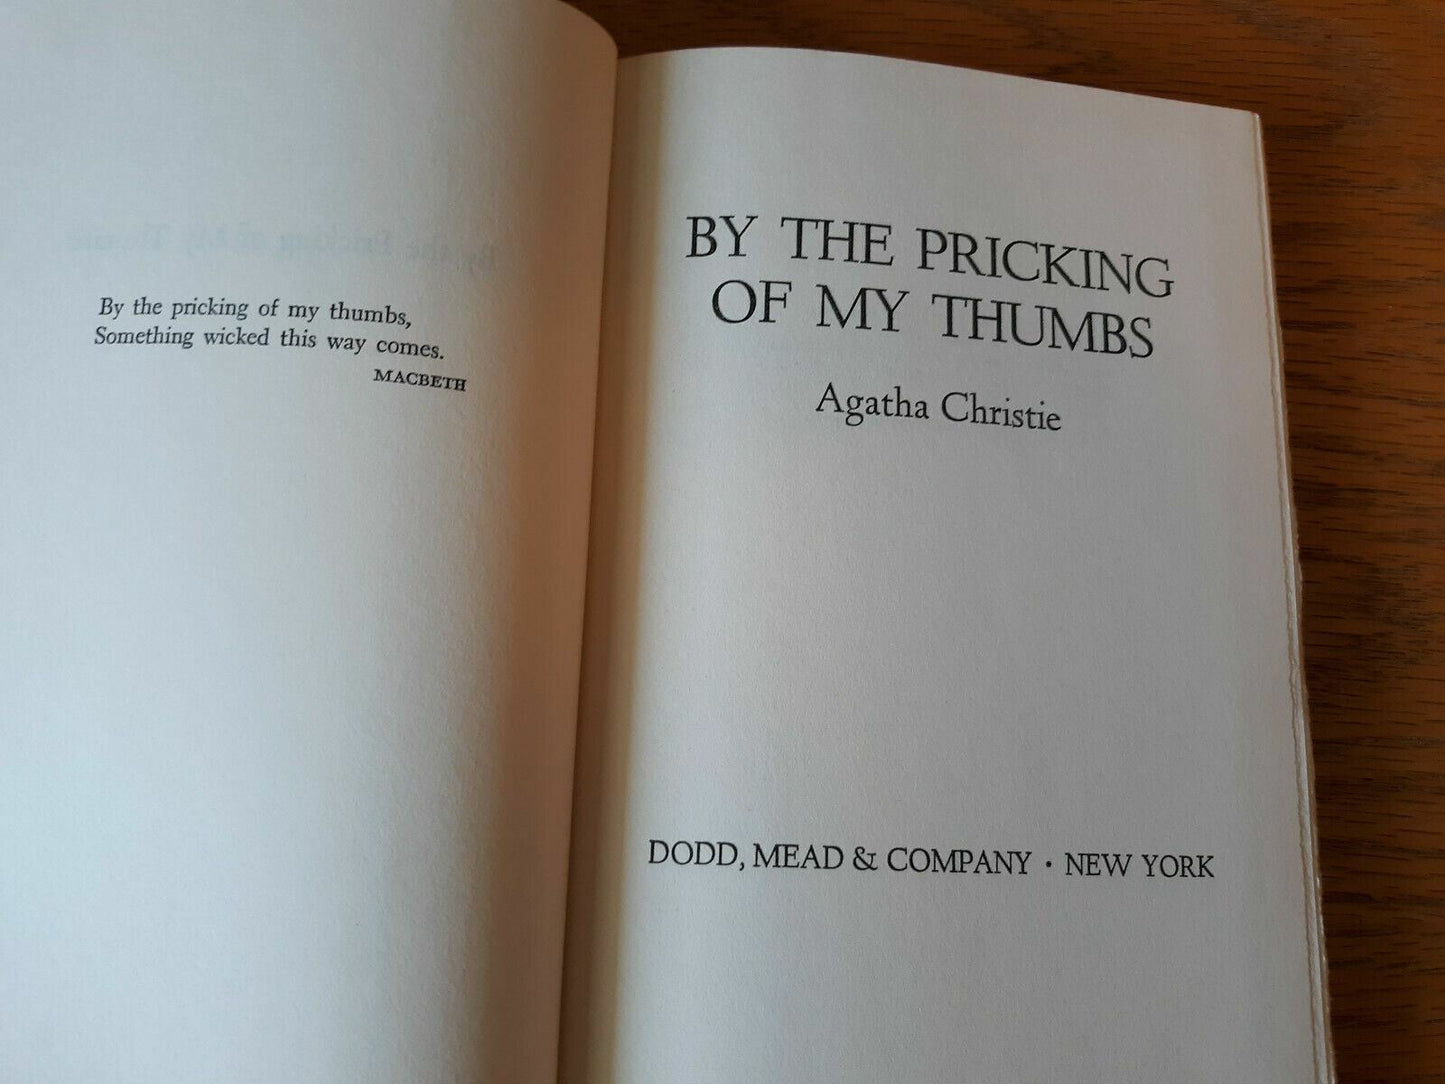 By the pricking of my thumbs,
Something wicked this way comes.
MACBETH
BY THE PRICKING
OF MY THUMBS
Agatha Christie
DODD, MEAD & COMPANY · NEW YORK